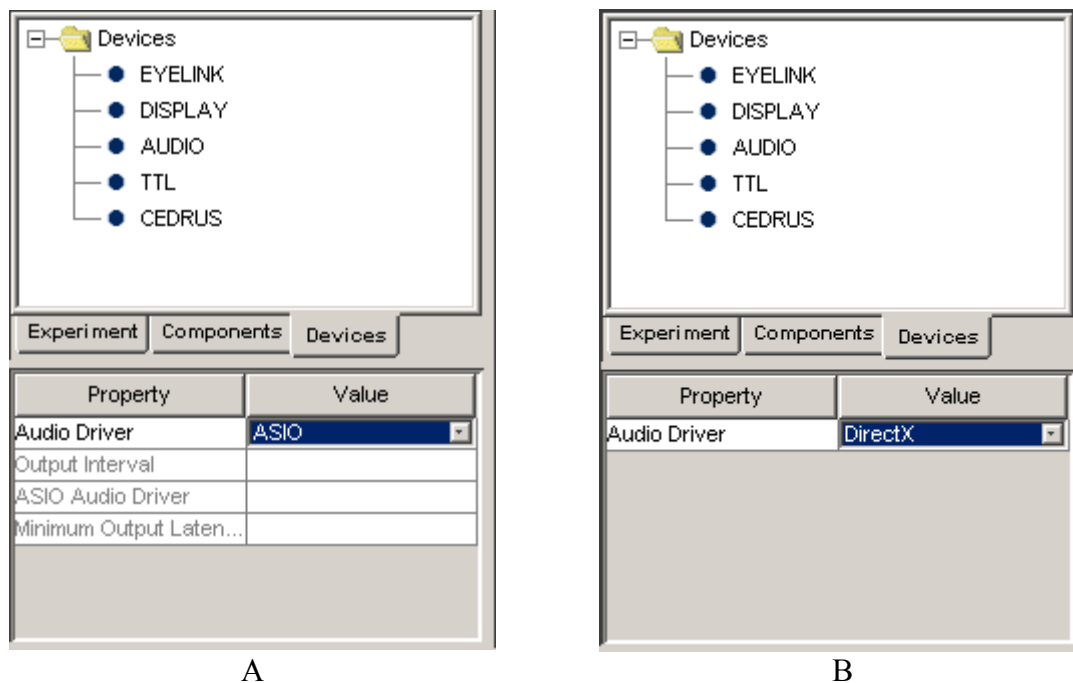 Devices
EYELINK
DISPLAY
AUDIO
TTL
CEDRUS
Experiment Components Devices
Property Value
Audio Driver ASIO
Output Interval
ASIO Audio Driver
Minimum Output Laten...
A
Devices
EYELINK
DISPLAY
AUDIO
TTL
CEDRUS
Experiment Components Devices
Property Value
Audio Driver DirectX
B